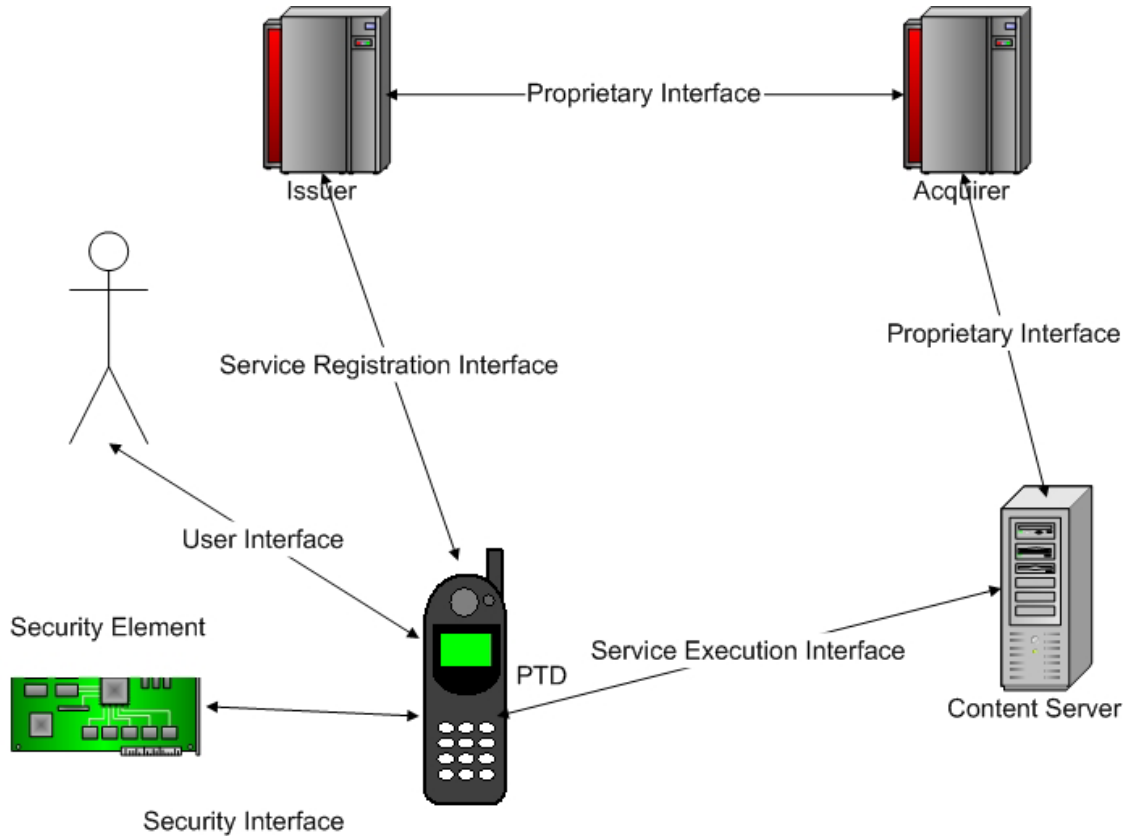 Proprietary Interface
Issuer
Acquirer
Proprietary Interface
Service Registration Interface
User Interface
Security Element
Service Execution Interface
PTD
Content Server
Security Interface